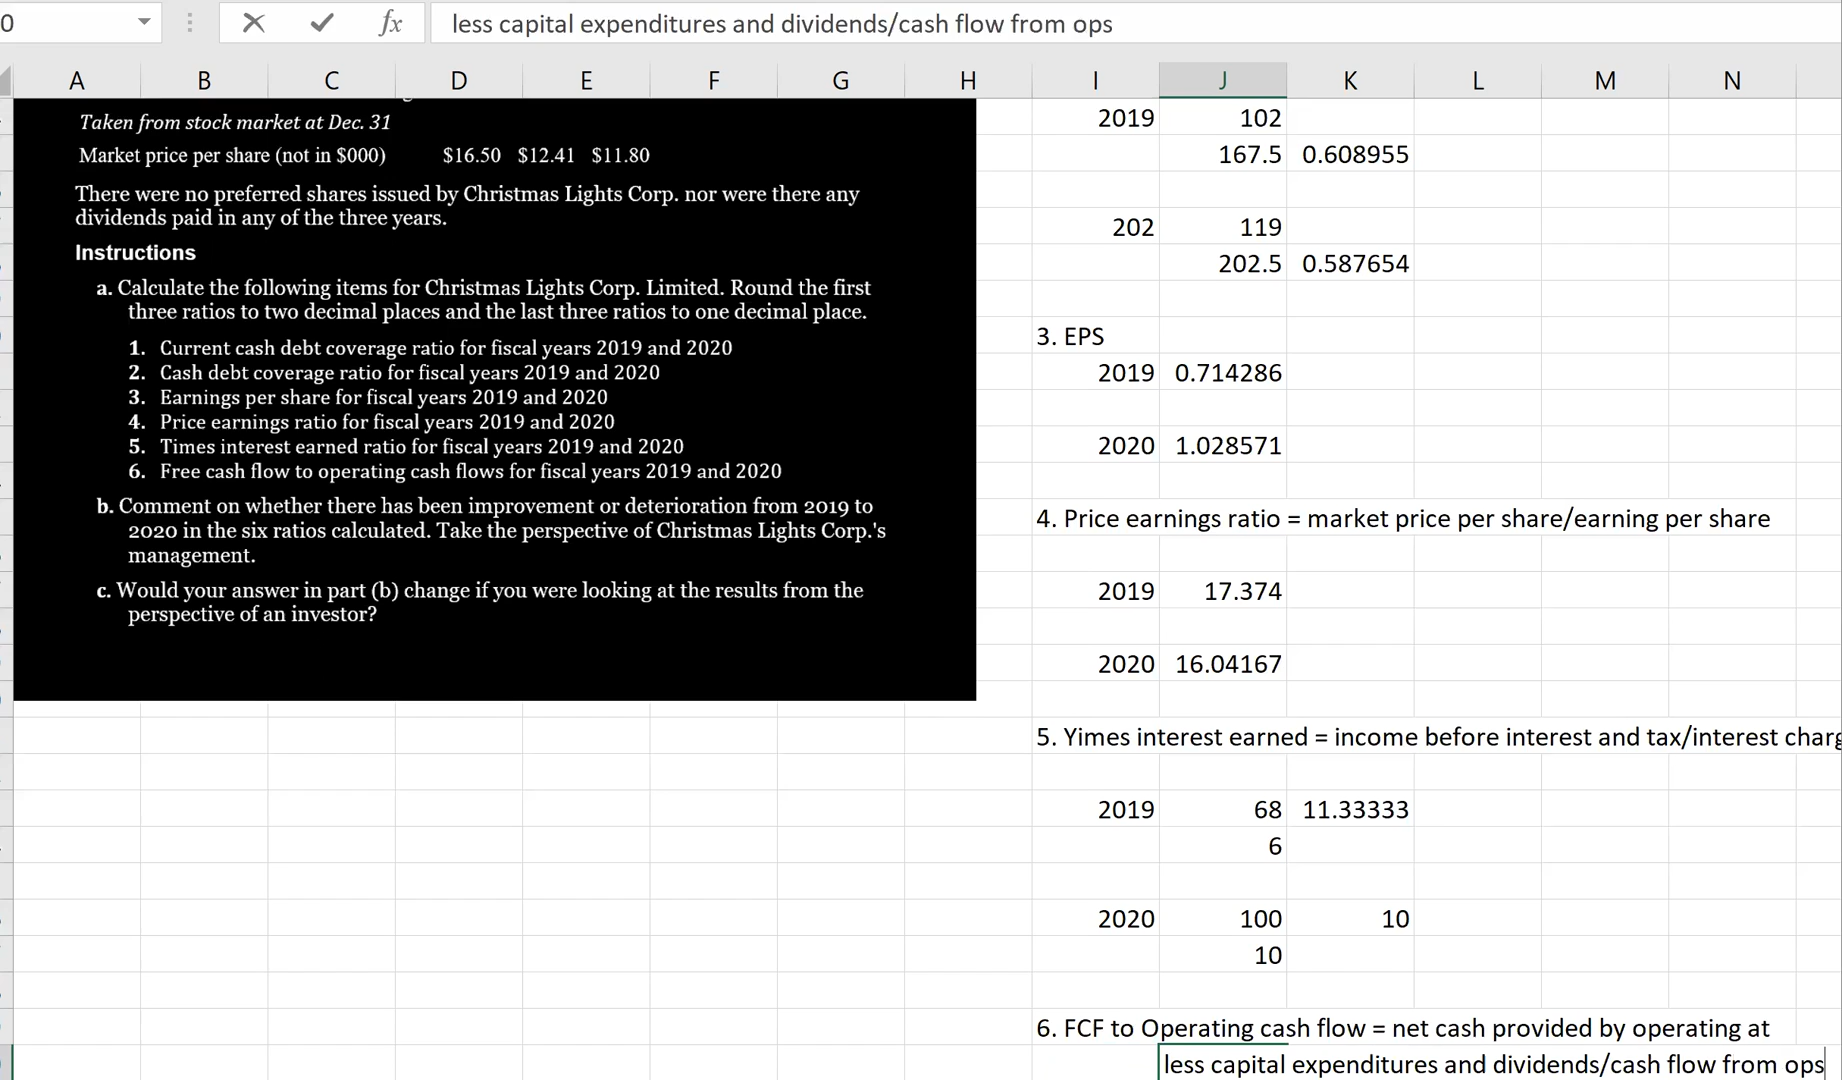 0
fx
less capital expenditures and dividends/cash flow from ops
A B C D E F G H I J K L M N
Taken from stock market at Dec. 31
Market price per share (not in $000) $16.50 $12.41 $11.80
There were no preferred shares issued by Christmas Lights Corp. nor were there any
dividends paid in any of the three years.
Instructions
a. Calculate the following items for Christmas Lights Corp. Limited. Round the first
three ratios to two decimal places and the last three ratios to one decimal place.
1. Current cash debt coverage ratio for fiscal years 2019 and 2020
2. Cash debt coverage ratio for fiscal years 2019 and 2020
3. Earnings per share for fiscal years 2019 and 2020
4. Price earnings ratio for fiscal years 2019 and 2020
5. Times interest earned ratio for fiscal years 2019 and 2020
6. Free cash flow to operating cash flows for fiscal years 2019 and 2020
b. Comment on whether there has been improvement or deterioration from 2019 to
2020 in the six ratios calculated. Take the perspective of Christmas Lights Corp.'s
management.
c. Would your answer in part (b) change if you were looking at the results from the
perspective of an investor?
2019 102
167.5 0.608955
202 119
202.5 0.587654
3. EPS
2019 0.714286
2020 1.028571
4. Price earnings ratio = market price per share/earning per share
2019 17.374
2020 16.04167
5. Yimes interest earned = income before interest and tax/interest charg
2019 68 11.33333
6
2020 100 10
10
6. FCF to Operating cash flow = net cash provided by operating at
less capital expenditures and dividends/cash flow from ops